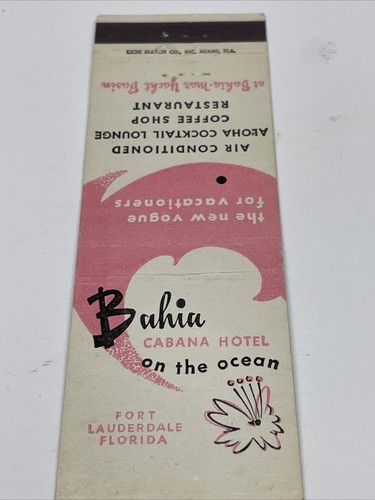 LION MATCH CO., INC. MIAMI, FLA.
Bahia
CABANA HOTEL
on the ocean
FORT
LAUDERDALE
FLORIDA
the new vogue
for vacationers
AIR CONDITIONED
ALOHA COCKTAIL LOUNGE
COFFEE SHOP
RESTAURANT
at Bahia-Mar Yacht Basin